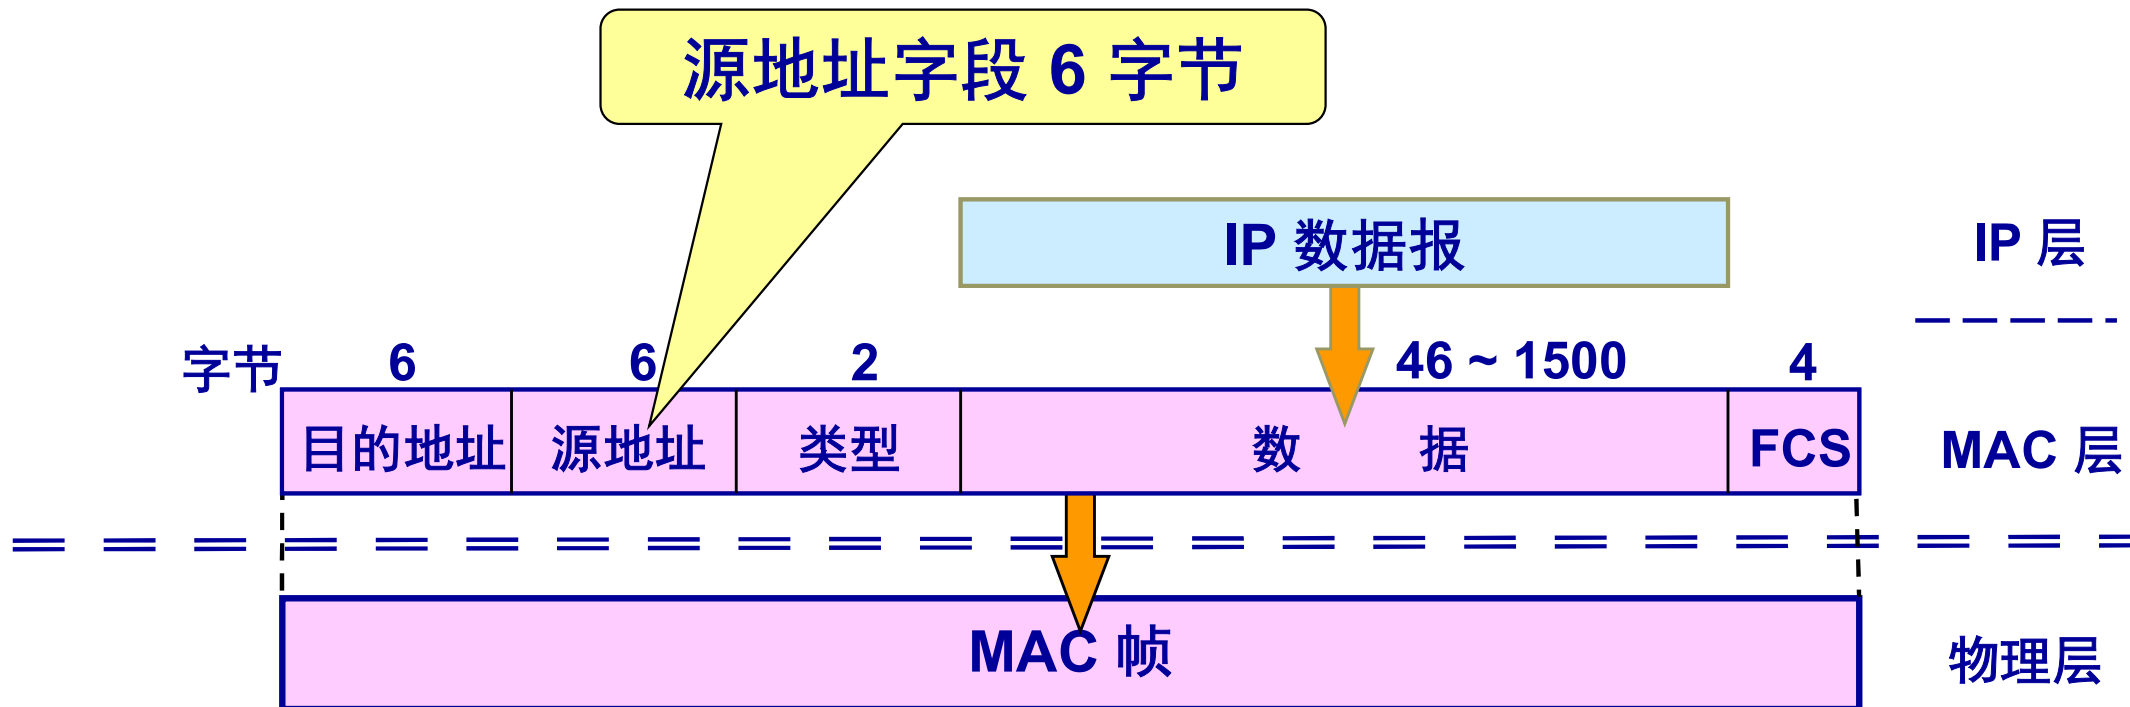 源地址字段 6 字节
IP 数据报
IP 层
字节 6 6 2 46 ~ 1500 4
目的地址 源地址 类型 数 据 FCS MAC 层
MAC 帧
物理层